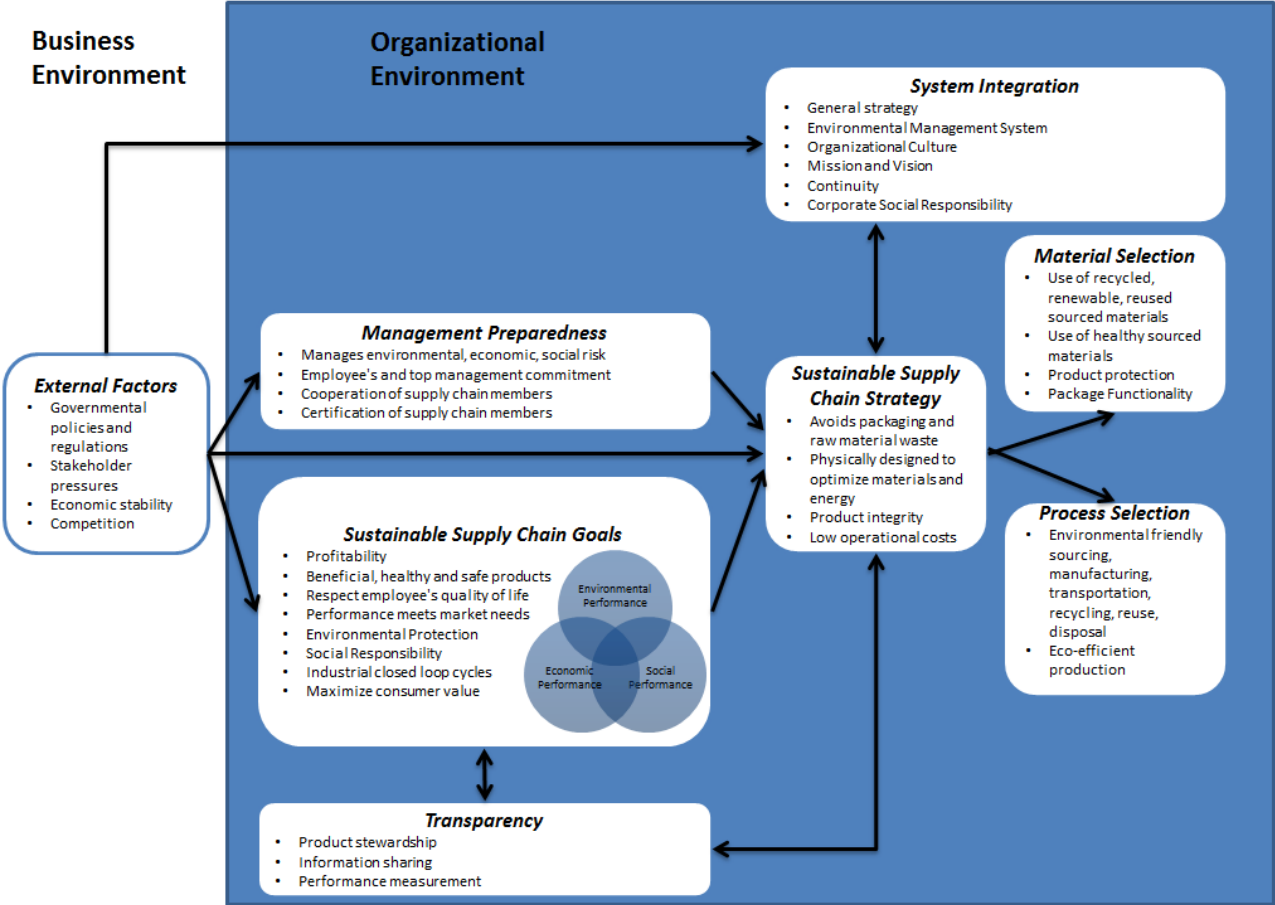 Business
Environment
Organizational
Environment
System Integration
• General strategy
• Environmental Management System
• Organizational Culture
• Mission and Vision
• Continuity
• Corporate Social Responsibility
Material Selection
• Use of recycled,
renewable, reused
sourced materials
• Use of healthy sourced
materials
• Product protection
• Package Functionality
Management Preparedness
• Manages environmental, economic, social risk
• Employee's and top management commitment
• Cooperation of supply chain members
• Certification of supply chain members
External Factors
• Governmental
policies and
regulations
• Stakeholder
pressures
• Economic stability
• Competition
Sustainable Supply
Chain Strategy
• Avoids packaging and
raw material waste
• Physically designed to
optimize materials and
energy
• Product integrity
• Low operational costs
Sustainable Supply Chain Goals
• Profitability
• Beneficial, healthy and safe products
• Respect employee's quality of life
• Performance meets market needs
• Environmental Protection
• Social Responsibility
• Industrial closed loop cycles
• Maximize consumer value
Environmental
Performance
Economic
Performance
Social
Performance
Process Selection
• Environmental friendly
sourcing,
manufacturing,
transportation,
recycling, reuse,
disposal
• Eco-efficient
production
Transparency
• Product stewardship
• Information sharing
• Performance measurement